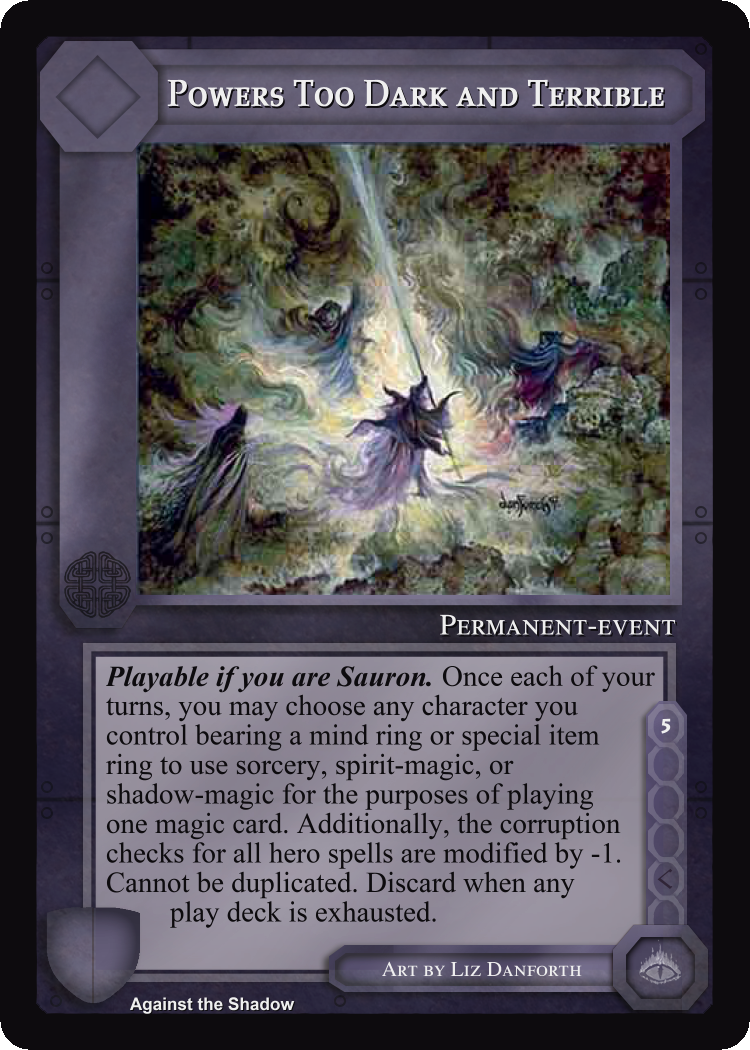 Powers Too Dark and Terrible
Permanent-event
Playable if you are Sauron. Once each of your
turns, you may choose any character you
control bearing a mind ring or special item
ring to use sorcery, spirit-magic, or
shadow-magic for the purposes of playing
one magic card. Additionally, the corruption
checks for all hero spells are modified by -1.
Cannot be duplicated. Discard when any
play deck is exhausted.
5
<
Art by Liz Danforth
Against the Shadow